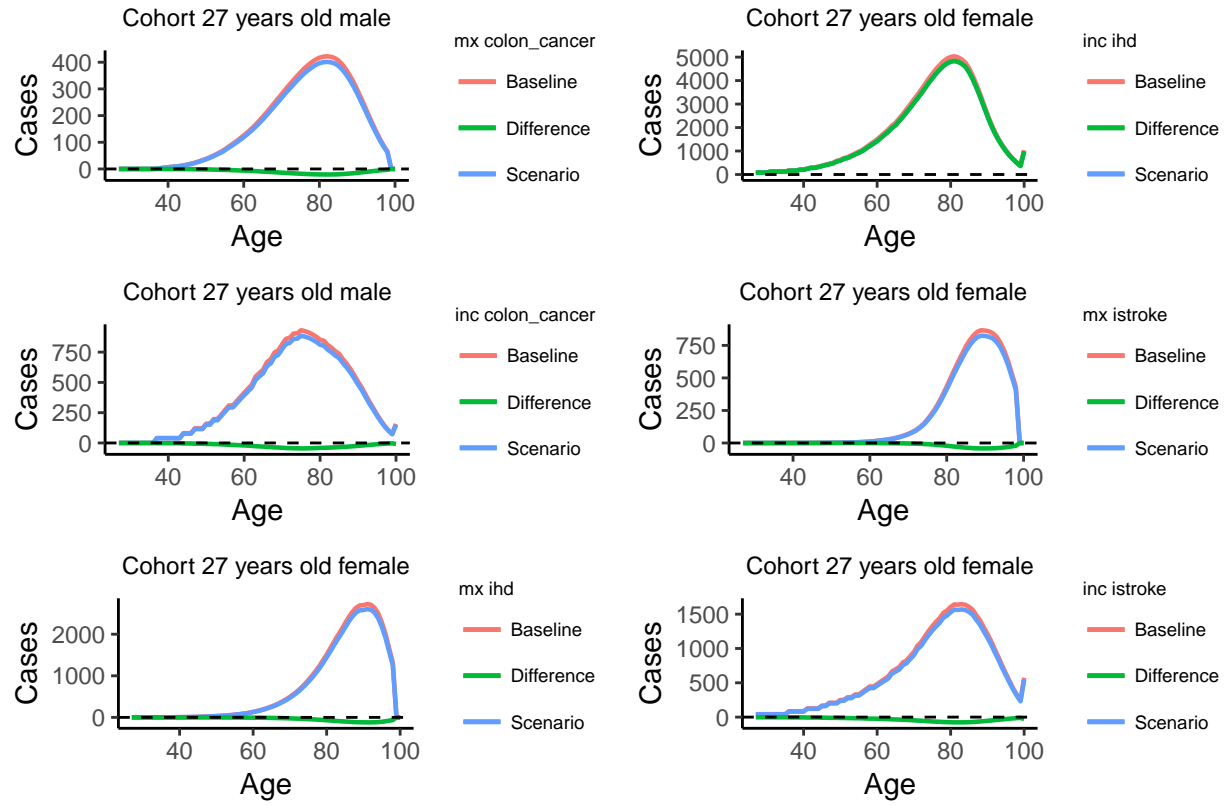 Cohort 27 years old male
mx colon_cancer
Baseline
Difference
Scenario
Cases
400
300
200
100
0
40 60 80 100
Age
Cohort 27 years old female
inc ihd
Baseline
Difference
Scenario
Cases
5000
4000
3000
2000
1000
0
40 60 80 100
Age
Cohort 27 years old male
inc colon_cancer
Baseline
Difference
Scenario
Cases
750
500
250
0
40 60 80 100
Age
Cohort 27 years old female
mx istroke
Baseline
Difference
Scenario
Cases
750
500
250
0
40 60 80 100
Age
Cohort 27 years old female
mx ihd
Baseline
Difference
Scenario
Cases
2000
1000
0
40 60 80 100
Age
Cohort 27 years old female
inc istroke
Baseline
Difference
Scenario
Cases
1500
1000
500
0
40 60 80 100
Age